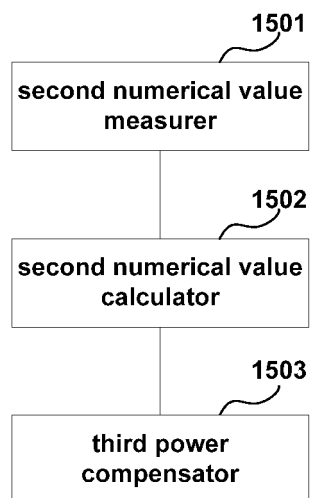 1501
second numerical value
measurer
1502
second numerical value
calculator
1503
third power
compensator